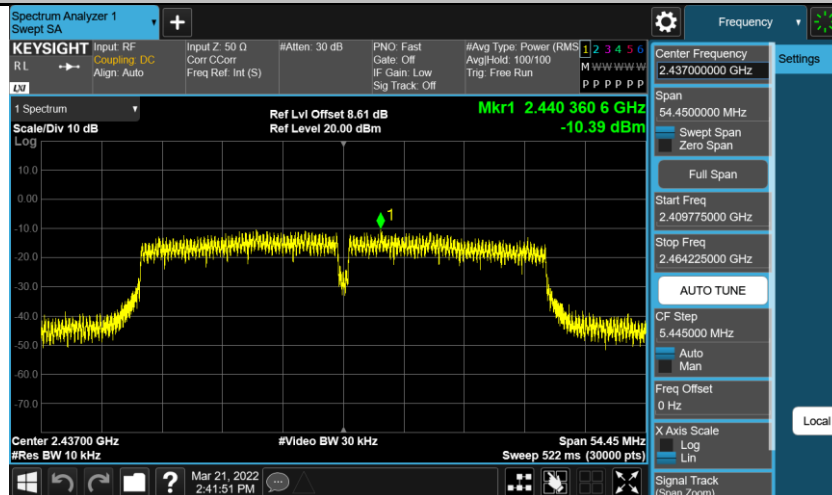 Spectrum Analyzer 1
Swept SA
Frequency
KEYSIGHT
RL
LXI
Input: RF
Coupling: DC
Align: Auto
Input Z: 50 Ω
Corr CCorr
Freq Ref: Int (S)
#Atten: 30 dB
PNO: Fast
Gate: Off
IF Gain: Low
Sig Track: Off
#Avg Type: Power (RMS
Avg|Hold: 100/100
Trig: Free Run
1 2 3 4 5 6
M W W W W W
P P P P P P
1 Spectrum
Scale/Div 10 dB
Log
Ref Lvl Offset 8.61 dB
Ref Level 20.00 dBm
Mkr1 2.440 360 6 GHz
-10.39 dBm
1
10.0
0.00
-10.0
-20.0
-30.0
-40.0
-50.0
-60.0
-70.0
Center 2.43700 GHz
#Res BW 10 kHz
#Video BW 30 kHz
Span 54.45 MHz
Sweep 522 ms (30000 pts)
?
Mar 21, 2022
2:41:51 PM
Center Frequency
2.437000000 GHz
Span
54.4500000 MHz
Swept Span
Zero Span
Full Span
Start Freq
2.409775000 GHz
Stop Freq
2.464225000 GHz
AUTO TUNE
CF Step
5.445000 MHz
Auto
Man
Freq Offset
0 Hz
X Axis Scale
Log
Lin
Signal Track
(Span Zoom)
Settings
Local